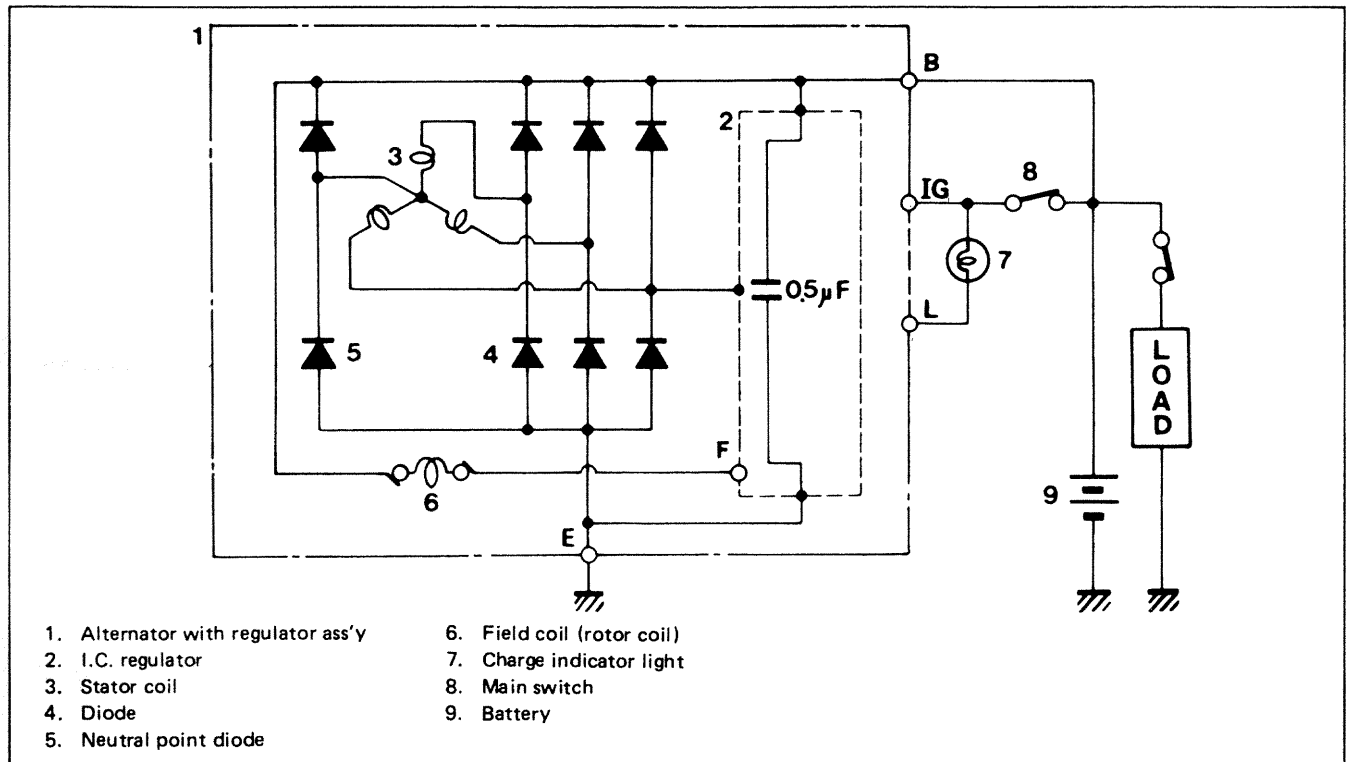 1
B
2
3
IG
8
7
0.5µF
L
5
4
LOAD
F
6
9
E
1. Alternator with regulator ass'y
2. I.C. regulator
3. Stator coil
4. Diode
5. Neutral point diode
6. Field coil (rotor coil)
7. Charge indicator light
8. Main switch
9. Battery